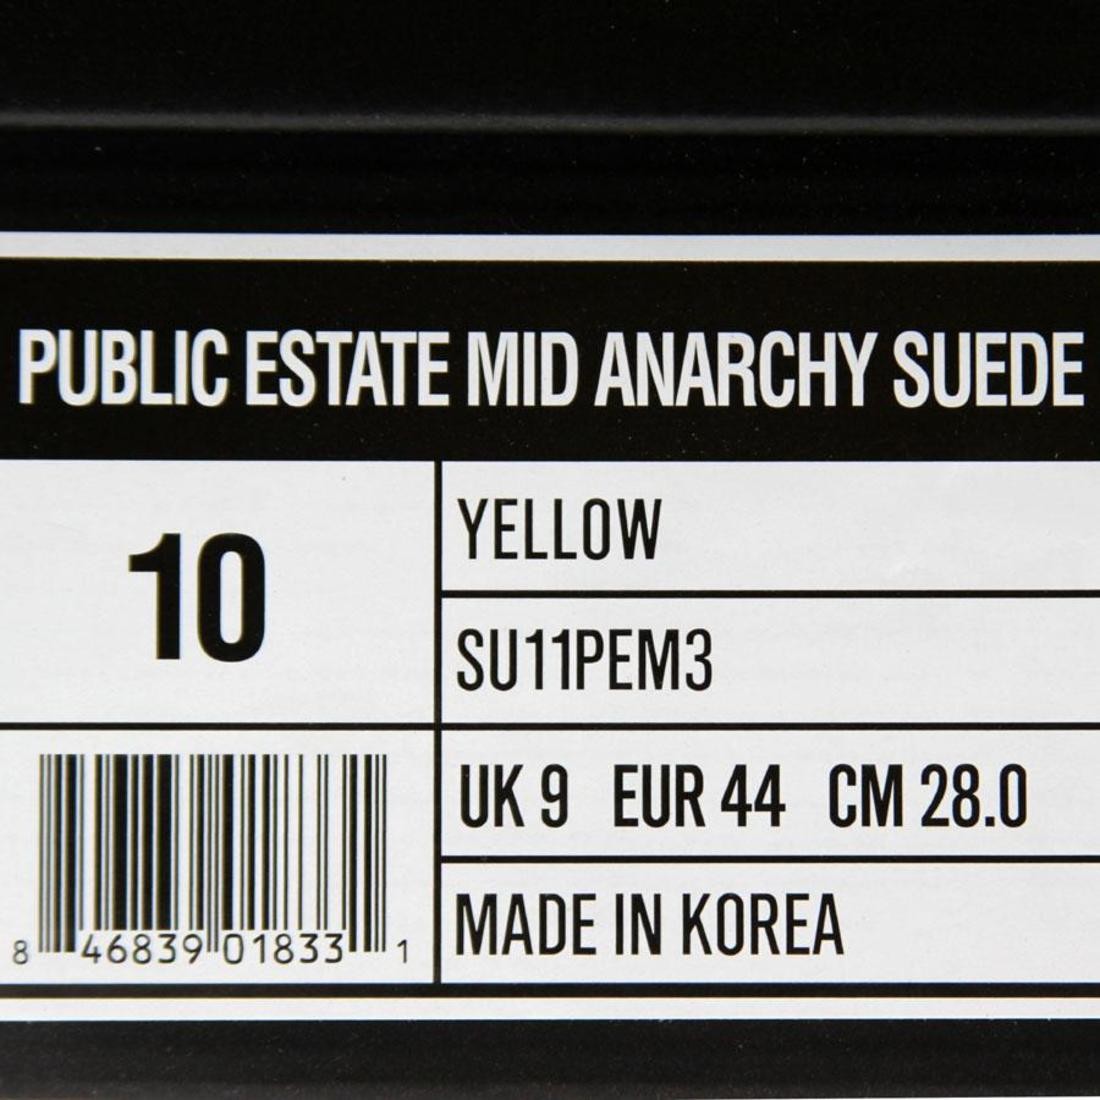 PUBLIC ESTATE MID ANARCHY SUEDE
10
YELLOW
SU11PEM3
UK 9 EUR 44 CM 28.0
MADE IN KOREA
8 46839 01833 1